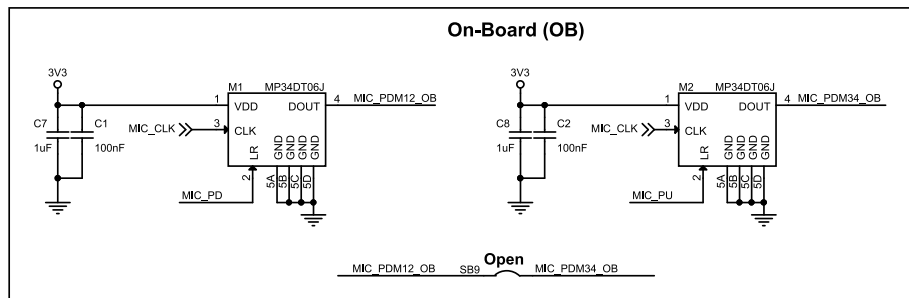 On-Board (OB)
3V3
M1 MP34DT06J
1 VDD DOUT 4 MIC_PDM12_OB
C7 C1
MIC_CLK 3 CLK
1uF 100nF
LR GND GND GND GND
2 5A 5B 5C 5D
MIC_PD
3V3
M2 MP34DT06J
1 VDD DOUT 4 MIC_PDM34_OB
C8 C2
MIC_CLK 3 CLK
1uF 100nF
LR GND GND GND GND
2 5A 5B 5C 5D
MIC_PU
Open
MIC_PDM12_OB SB9 MIC_PDM34_OB